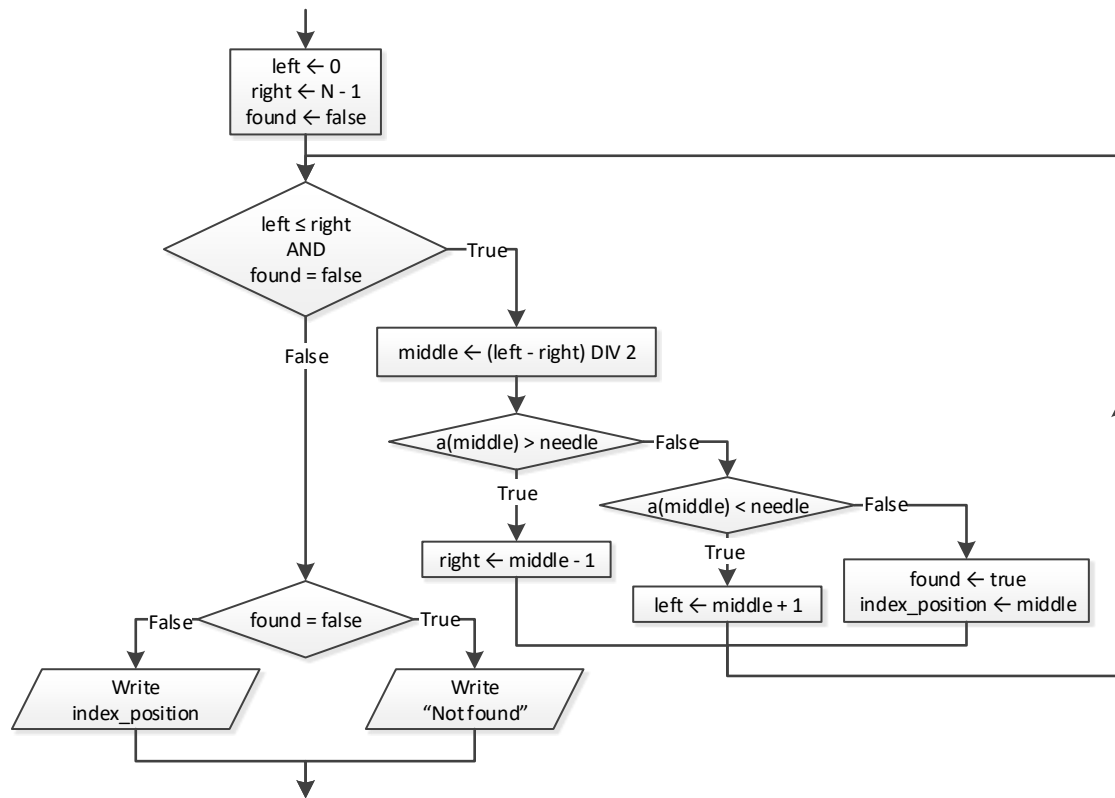 left ← 0
right ← N - 1
found ← false
left ≤ right
AND
found = false
True
False
middle ← (left - right) DIV 2
a(middle) > needle
False
True
a(middle) < needle
False
True
right ← middle - 1
left ← middle + 1
found ← true
index_position ← middle
found = false
False
True
Write
index_position
Write
“Not found”